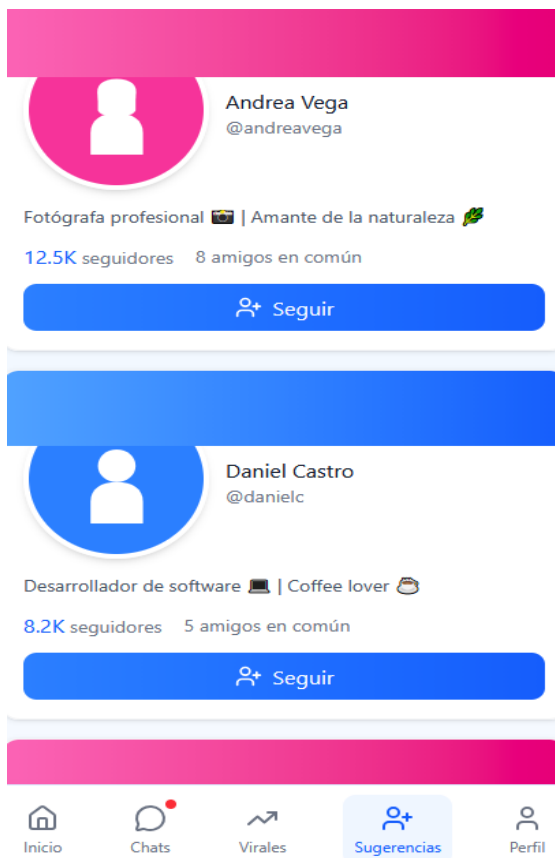 Andrea Vega
@andreavega
Fotógrafa profesional 📸 | Amante de la naturaleza 🌿
12.5K seguidores 8 amigos en común
Seguir
Daniel Castro
@danielc
Desarrollador de software 💻 | Coffee lover ☕
8.2K seguidores 5 amigos en común
Seguir
Inicio Chats Virales Sugerencias Perfil